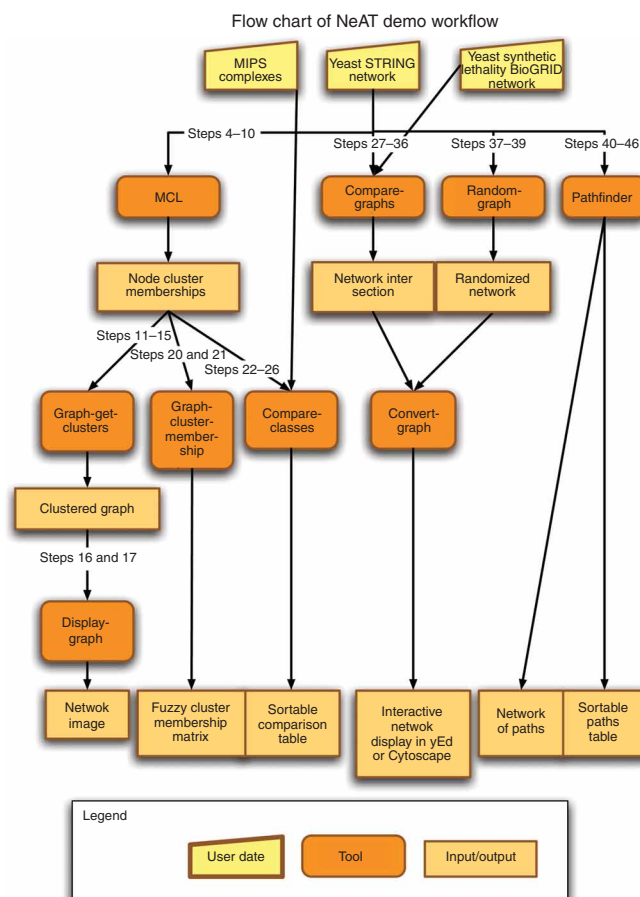 Flow chart of NeAT demo workflow
MIPS
complexes
Yeast STRING
network
Yeast synthetic
lethality BioGRID
network
Steps 4–10
Steps 27–36
Steps 37–39
Steps 40–46
MCL
Compare-
graphs
Random-
graph
Pathfinder
Node cluster
memberships
Network inter
section
Randomized
network
Steps 11–15
Steps 20 and 21
Steps 22–26
Graph-get-
clusters
Graph-
cluster-
member-
ship
Compare-
classes
Convert-
graph
Clustered graph
Steps 16 and 17
Display-
graph
Netwok
image
Fuzzy cluster
membership
matrix
Sortable
comparison
table
Interactive
netwok
display in yEd
or Cytoscape
Network
of paths
Sortable
paths
table
Legend
User date
Tool
Input/output